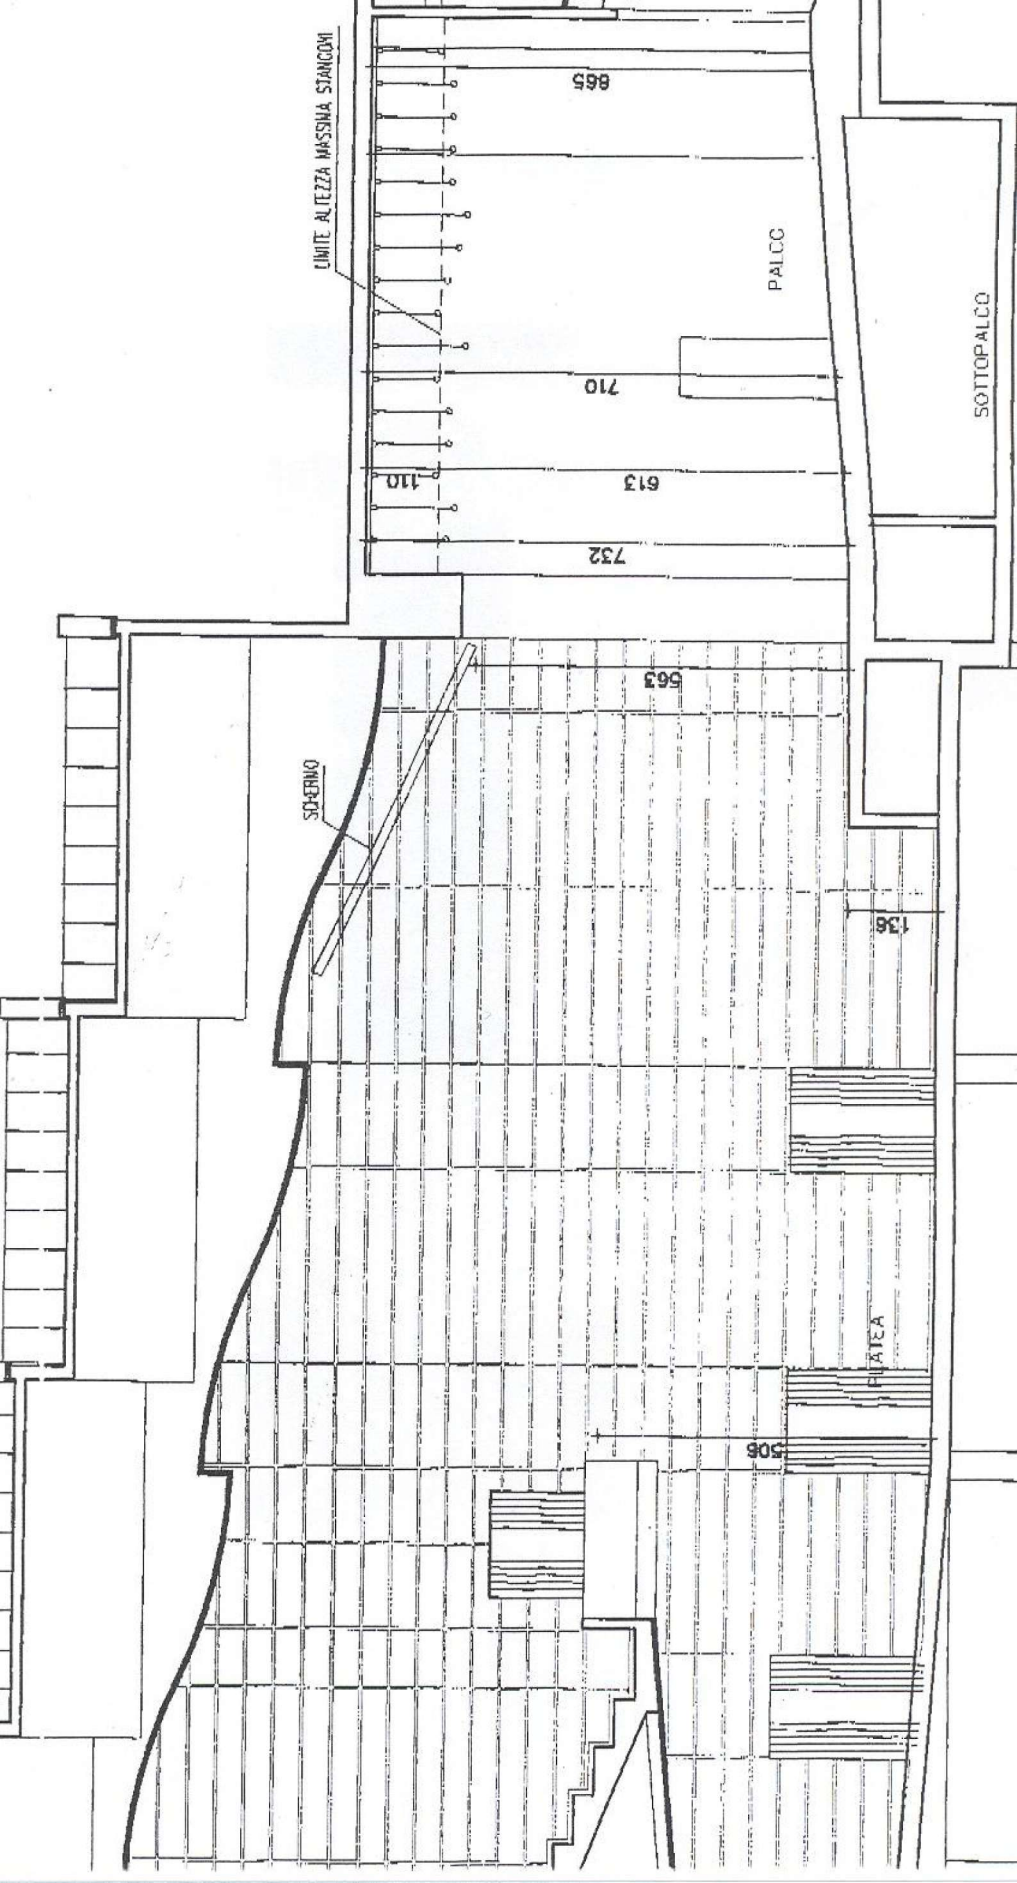 LIMITE ALTEZZA MASSIMA STANGONI
865
PALCO
SOTTOPALCO
710
110
613
732
563
SCHERMO
136
PLATEA
506